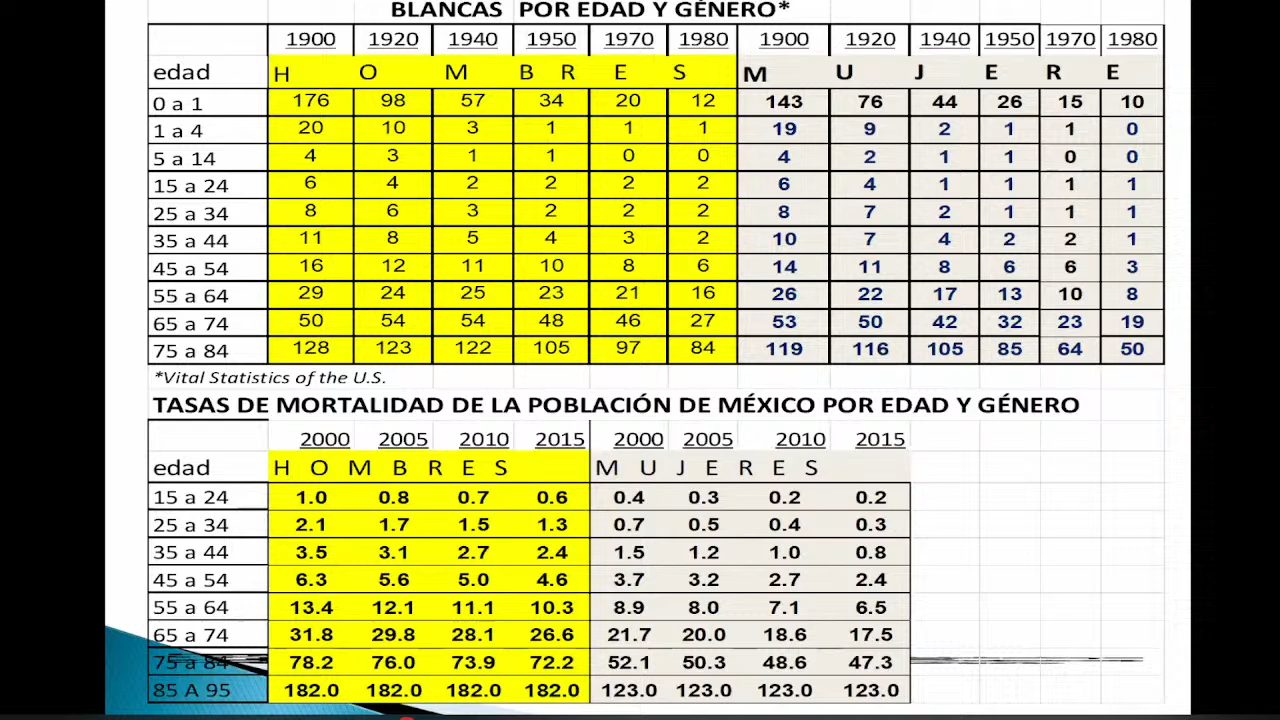 BLANCAS POR EDAD Y GÉNERO*
1900 1920 1940 1950 1970 1980 1900 1920 1940 1950 1970 1980
edad H O M B R E S M U J E R E
0 a 1 176 98 57 34 20 12 143 76 44 26 15 10
1 a 4 20 10 3 1 1 1 19 9 2 1 1 0
5 a 14 4 3 1 1 0 0 4 2 1 1 0 0
15 a 24 6 4 2 2 2 2 6 4 1 1 1 1
25 a 34 8 6 3 2 2 2 8 7 2 1 1 1
35 a 44 11 8 5 4 3 2 10 7 4 2 2 1
45 a 54 16 12 11 10 8 6 14 11 8 6 6 3
55 a 64 29 24 25 23 21 16 26 22 17 13 10 8
65 a 74 50 54 54 48 46 27 53 50 42 32 23 19
75 a 84 128 123 122 105 97 84 119 116 105 85 64 50
*Vital Statistics of the U.S.
TASAS DE MORTALIDAD DE LA POBLACIÓN DE MÉXICO POR EDAD Y GÉNERO
2000 2005 2010 2015 2000 2005 2010 2015
edad H O M B R E S M U J E R E S
15 a 24 1.0 0.8 0.7 0.6 0.4 0.3 0.2 0.2
25 a 34 2.1 1.7 1.5 1.3 0.7 0.5 0.4 0.3
35 a 44 3.5 3.1 2.7 2.4 1.5 1.2 1.0 0.8
45 a 54 6.3 5.6 5.0 4.6 3.7 3.2 2.7 2.4
55 a 64 13.4 12.1 11.1 10.3 8.9 8.0 7.1 6.5
65 a 74 31.8 29.8 28.1 26.6 21.7 20.0 18.6 17.5
75 a 84 78.2 76.0 73.9 72.2 52.1 50.3 48.6 47.3
85 A 95 182.0 182.0 182.0 182.0 123.0 123.0 123.0 123.0